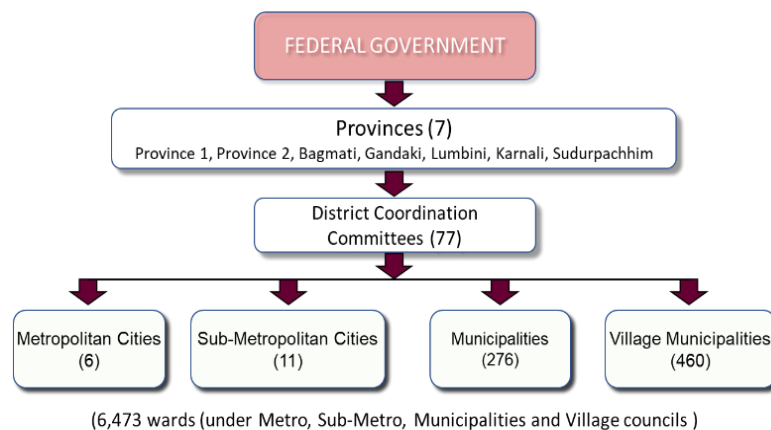 FEDERAL GOVERNMENT
Provinces (7)
Province 1, Province 2, Bagmati, Gandaki, Lumbini, Karnali, Sudurpachhim
District Coordination
Committees (77)
Metropolitan Cities
(6)
Sub-Metropolitan Cities
(11)
Municipalities
(276)
Village Municipalities
(460)
(6,473 wards (under Metro, Sub-Metro, Municipalities and Village councils )